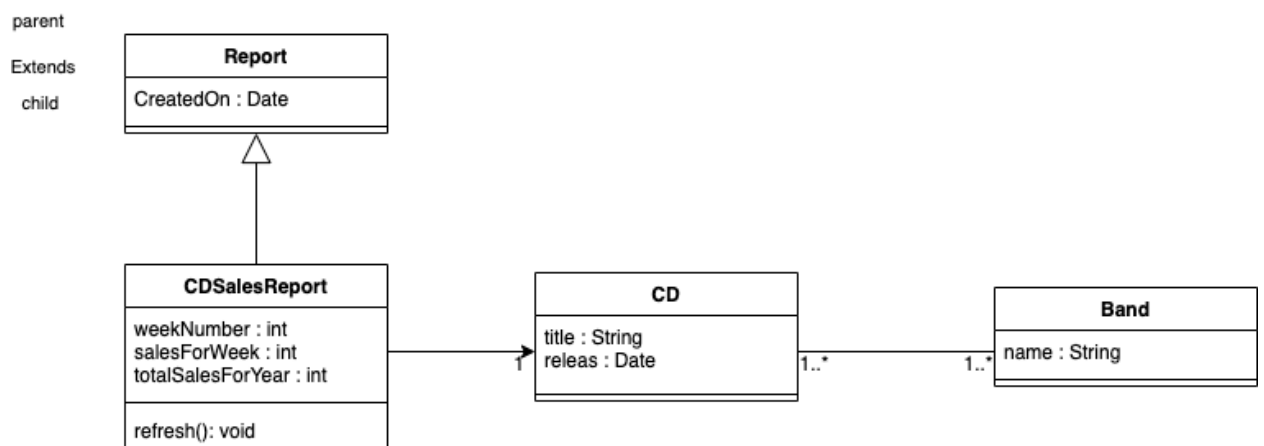 parent
Extends
child
Report
CreatedOn : Date
CDSalesReport
weekNumber : int
salesForWeek : int
totalSalesForYear : int
refresh(): void
1
CD
title : String
releas : Date
1..*
1..*
Band
name : String